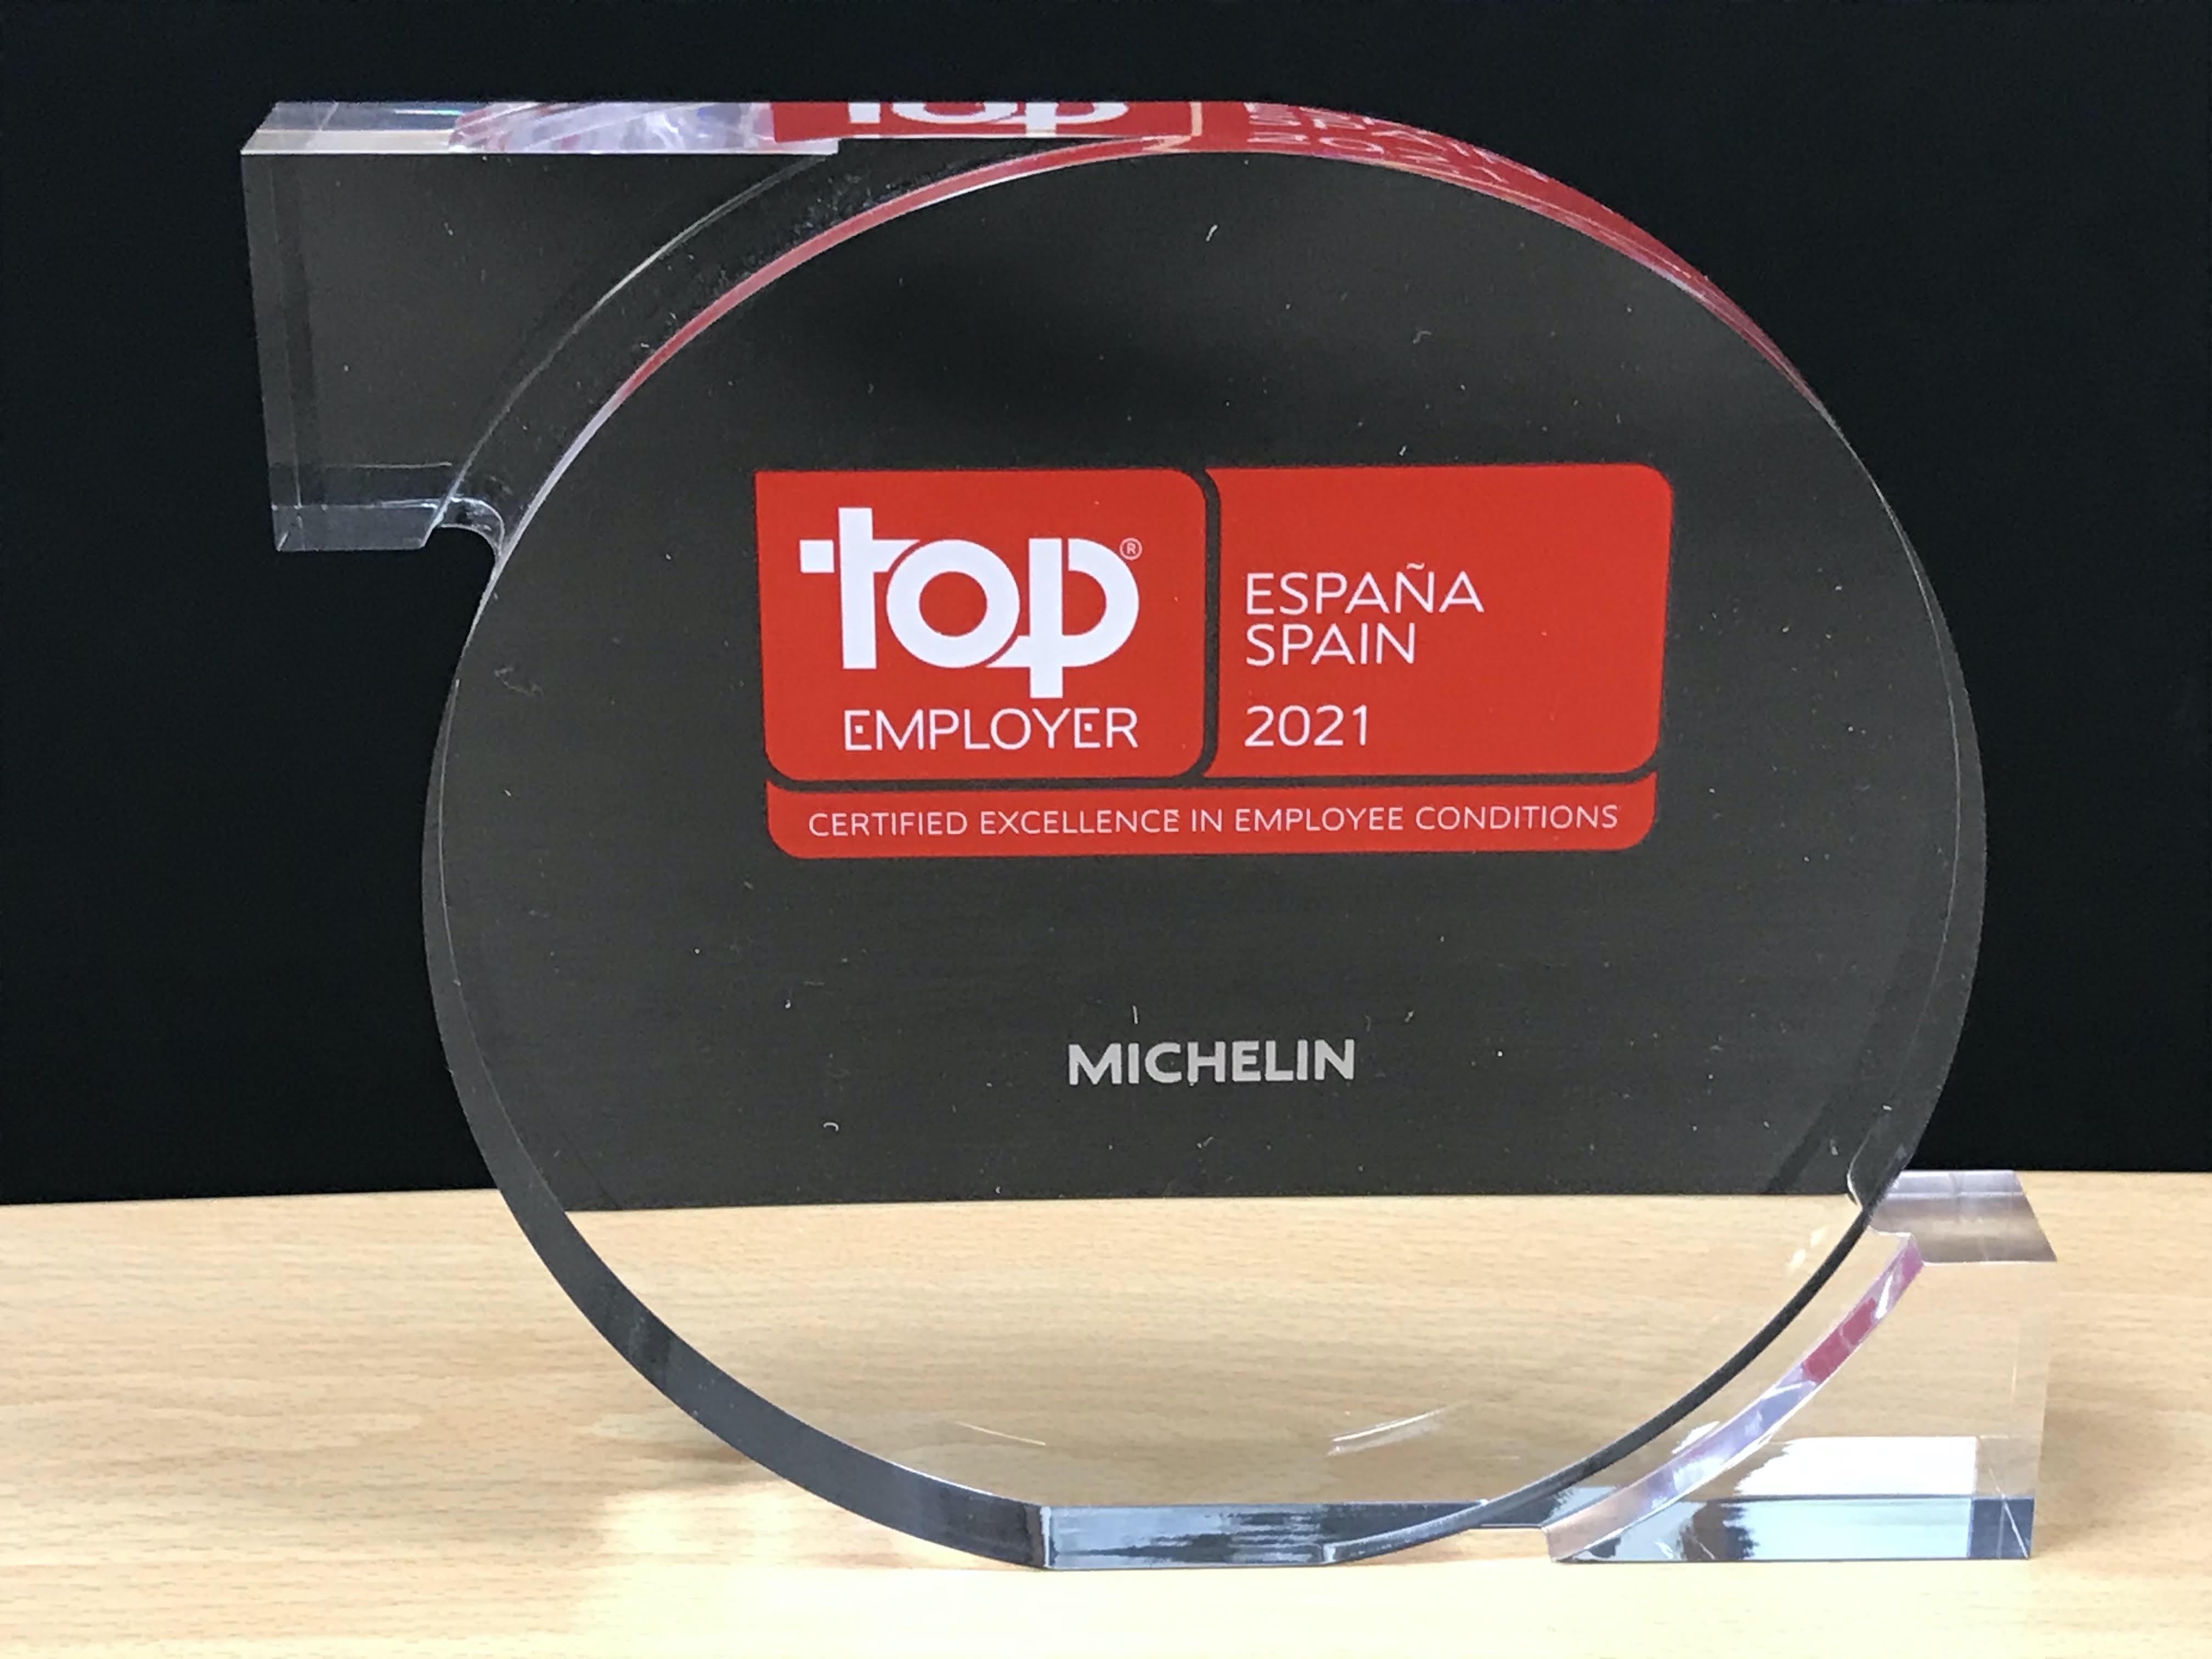 top®
EMPLOYER
ESPAÑA
SPAIN
2021
CERTIFIED EXCELLENCE IN EMPLOYEE CONDITIONS
MICHELIN